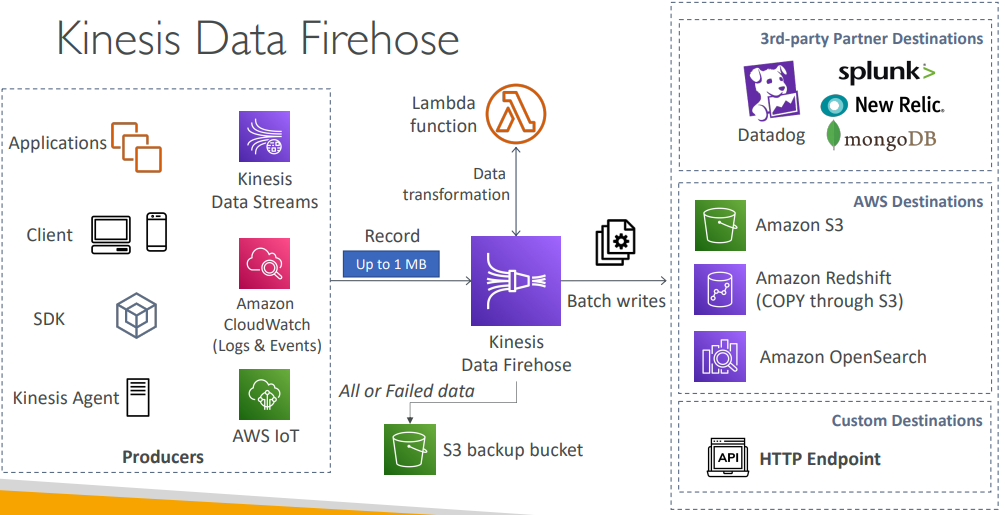 Kinesis Data Firehose
Applications
Client
SDK
Kinesis Agent
Kinesis
Data Streams
Amazon
CloudWatch
(Logs & Events)
AWS IoT
Producers
Record
Up to 1 MB
Lambda
function
Data
transformation
Kinesis
Data Firehose
All or Failed data
S3 backup bucket
Batch writes
3rd-party Partner Destinations
Datadog
splunk>
New Relic.
mongoDB
AWS Destinations
Amazon S3
Amazon Redshift
(COPY through S3)
Amazon OpenSearch
Custom Destinations
API
HTTP Endpoint